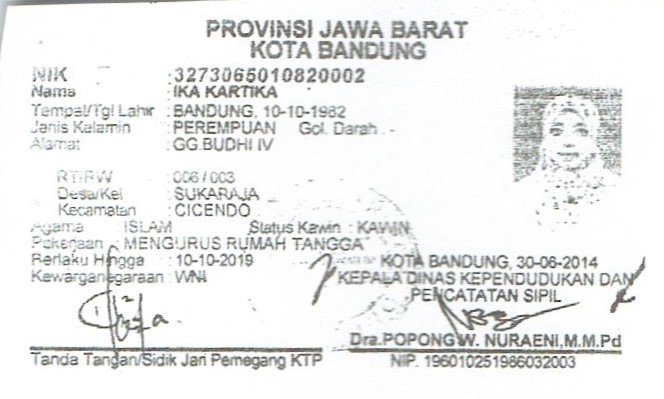 PROVINSI JAWA BARAT
KOTA BANDUNG
NIK : 3273065010820002
Nama : IKA KARTIKA
Tempat/Tgl Lahir : BANDUNG, 10-10-1982
Jenis Kelamin : PEREMPUAN Gol. Darah : -
Alamat : GG.BUDHI IV
RT/RW : 006 / 003
Desa/Kel : SUKARAJA
Kecamatan : CICENDO
Agama : ISLAM Status Kawin : KAWIN
Pekerjaan : MENGURUS RUMAH TANGGA
Berlaku Hingga : 10-10-2019
Kewarganegaraan : WNI
KOTA BANDUNG, 30-06-2014
KEPALA DINAS KEPENDUDUKAN DAN
PENCATATAN SIPIL
Dra.POPONG W. NURAENI,M.M.Pd
NIP. 196010251986032003
Tanda Tangan/Sidik Jari Pemegang KTP